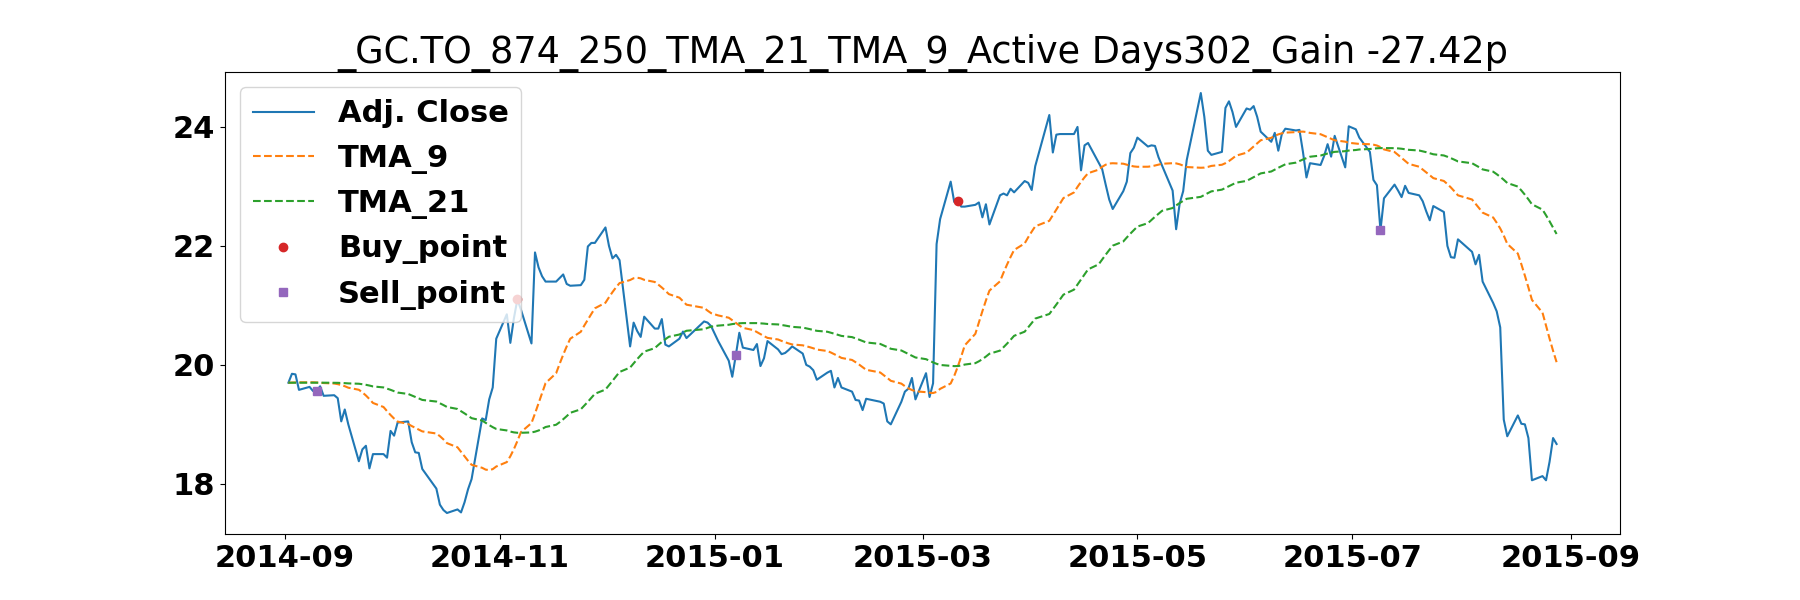 _GC.TO_874_250_TMA_21_TMA_9_Active Days302_Gain -27.42p
Adj. Close
TMA_9
TMA_21
Buy_point
Sell_point
24
22
20
18
2014-09 2014-11 2015-01 2015-03 2015-05 2015-07 2015-09